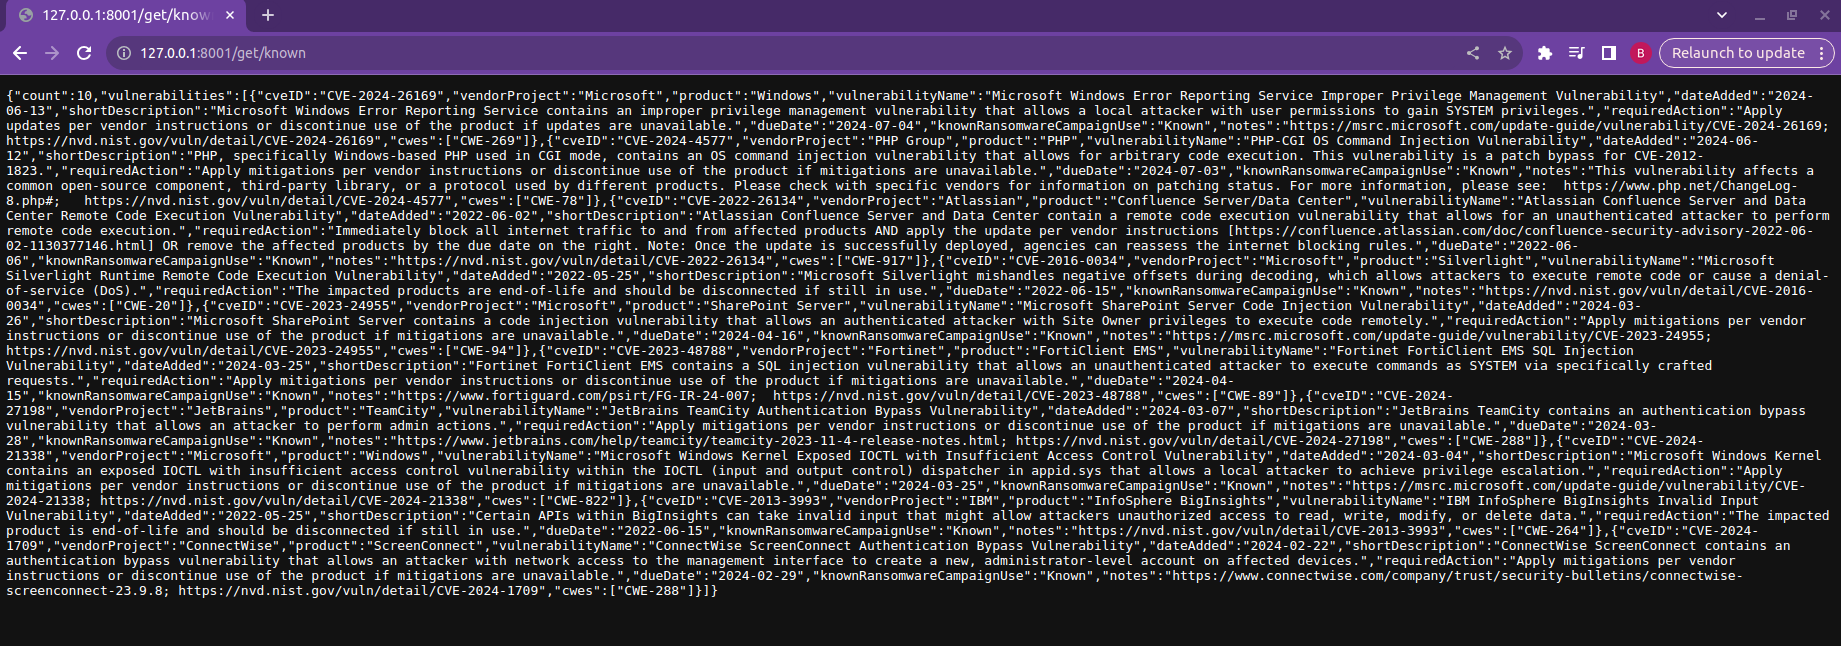 127.0.0.1:8001/get/know
127.0.0.1:8001/get/known
B
Relaunch to update
{"count":10,"vulnerabilities":[{"cveID":"CVE-2024-26169","vendorProject":"Microsoft","product":"Windows","vulnerabilityName":"Microsoft Windows Error Reporting Service Improper Privilege Management Vulnerability","dateAdded":"2024-
06-13","shortDescription":"Microsoft Windows Error Reporting Service contains an improper privilege management vulnerability that allows a local attacker with user permissions to gain SYSTEM privileges.","requiredAction":"Apply
updates per vendor instructions or discontinue use of the product if updates are unavailable.","dueDate":"2024-07-04","knownRansomwareCampaignUse":"Known","notes":"https://msrc.microsoft.com/update-guide/vulnerability/CVE-2024-26169;
https://nvd.nist.gov/vuln/detail/CVE-2024-26169","cwes":["CWE-269"]},{"cveID":"CVE-2024-4577","vendorProject":"PHP Group","product":"PHP","vulnerabilityName":"PHP-CGI OS Command Injection Vulnerability","dateAdded":"2024-06-
12","shortDescription":"PHP, specifically Windows-based PHP used in CGI mode, contains an OS command injection vulnerability that allows for arbitrary code execution. This vulnerability is a patch bypass for CVE-2012-
1823.","requiredAction":"Apply mitigations per vendor instructions or discontinue use of the product if mitigations are unavailable.","dueDate":"2024-07-03","knownRansomwareCampaignUse":"Known","notes":"This vulnerability affects a
common open-source component, third-party library, or a protocol used by different products. Please check with specific vendors for information on patching status. For more information, please see:  https://www.php.net/ChangeLog-
8.php#;   https://nvd.nist.gov/vuln/detail/CVE-2024-4577","cwes":["CWE-78"]},{"cveID":"CVE-2022-26134","vendorProject":"Atlassian","product":"Confluence Server/Data Center","vulnerabilityName":"Atlassian Confluence Server and Data
Center Remote Code Execution Vulnerability","dateAdded":"2022-06-02","shortDescription":"Atlassian Confluence Server and Data Center contain a remote code execution vulnerability that allows for an unauthenticated attacker to perform
remote code execution.","requiredAction":"Immediately block all internet traffic to and from affected products AND apply the update per vendor instructions [https://confluence.atlassian.com/doc/confluence-security-advisory-2022-06-
02-1130377146.html] OR remove the affected products by the due date on the right. Note: Once the update is successfully deployed, agencies can reassess the internet blocking rules.","dueDate":"2022-06-
06","knownRansomwareCampaignUse":"Known","notes":"https://nvd.nist.gov/vuln/detail/CVE-2022-26134","cwes":["CWE-917"]},{"cveID":"CVE-2016-0034","vendorProject":"Microsoft","product":"Silverlight","vulnerabilityName":"Microsoft
Silverlight Runtime Remote Code Execution Vulnerability","dateAdded":"2022-05-25","shortDescription":"Microsoft Silverlight mishandles negative offsets during decoding, which allows attackers to execute remote code or cause a denial-
of-service (DoS).","requiredAction":"The impacted products are end-of-life and should be disconnected if still in use.","dueDate":"2022-06-15","knownRansomwareCampaignUse":"Known","notes":"https://nvd.nist.gov/vuln/detail/CVE-2016-
0034","cwes":["CWE-20"]},{"cveID":"CVE-2023-24955","vendorProject":"Microsoft","product":"SharePoint Server","vulnerabilityName":"Microsoft SharePoint Server Code Injection Vulnerability","dateAdded":"2024-03-
26","shortDescription":"Microsoft SharePoint Server contains a code injection vulnerability that allows an authenticated attacker with Site Owner privileges to execute code remotely.","requiredAction":"Apply mitigations per vendor
instructions or discontinue use of the product if mitigations are unavailable.","dueDate":"2024-04-16","knownRansomwareCampaignUse":"Known","notes":"https://msrc.microsoft.com/update-guide/vulnerability/CVE-2023-24955;
https://nvd.nist.gov/vuln/detail/CVE-2023-24955","cwes":["CWE-94"]},{"cveID":"CVE-2023-48788","vendorProject":"Fortinet","product":"FortiClient EMS","vulnerabilityName":"Fortinet FortiClient EMS SQL Injection
Vulnerability","dateAdded":"2024-03-25","shortDescription":"Fortinet FortiClient EMS contains a SQL injection vulnerability that allows an unauthenticated attacker to execute commands as SYSTEM via specifically crafted
requests.","requiredAction":"Apply mitigations per vendor instructions or discontinue use of the product if mitigations are unavailable.","dueDate":"2024-04-
15","knownRansomwareCampaignUse":"Known","notes":"https://www.fortiguard.com/psirt/FG-IR-24-007;  https://nvd.nist.gov/vuln/detail/CVE-2023-48788","cwes":["CWE-89"]},{"cveID":"CVE-2024-
27198","vendorProject":"JetBrains","product":"TeamCity","vulnerabilityName":"JetBrains TeamCity Authentication Bypass Vulnerability","dateAdded":"2024-03-07","shortDescription":"JetBrains TeamCity contains an authentication bypass
vulnerability that allows an attacker to perform admin actions.","requiredAction":"Apply mitigations per vendor instructions or discontinue use of the product if mitigations are unavailable.","dueDate":"2024-03-
28","knownRansomwareCampaignUse":"Known","notes":"https://www.jetbrains.com/help/teamcity/teamcity-2023-11-4-release-notes.html; https://nvd.nist.gov/vuln/detail/CVE-2024-27198","cwes":["CWE-288"]},{"cveID":"CVE-2024-
21338","vendorProject":"Microsoft","product":"Windows","vulnerabilityName":"Microsoft Windows Kernel Exposed IOCTL with Insufficient Access Control Vulnerability","dateAdded":"2024-03-04","shortDescription":"Microsoft Windows Kernel
contains an exposed IOCTL with insufficient access control vulnerability within the IOCTL (input and output control) dispatcher in appid.sys that allows a local attacker to achieve privilege escalation.","requiredAction":"Apply
mitigations per vendor instructions or discontinue use of the product if mitigations are unavailable.","dueDate":"2024-03-25","knownRansomwareCampaignUse":"Known","notes":"https://msrc.microsoft.com/update-guide/vulnerability/CVE-
2024-21338; https://nvd.nist.gov/vuln/detail/CVE-2024-21338","cwes":["CWE-822"]},{"cveID":"CVE-2013-3993","vendorProject":"IBM","product":"InfoSphere BigInsights","vulnerabilityName":"IBM InfoSphere BigInsights Invalid Input
Vulnerability","dateAdded":"2022-05-25","shortDescription":"Certain APIs within BigInsights can take invalid input that might allow attackers unauthorized access to read, write, modify, or delete data.","requiredAction":"The impacted
product is end-of-life and should be disconnected if still in use.","dueDate":"2022-06-15","knownRansomwareCampaignUse":"Known","notes":"https://nvd.nist.gov/vuln/detail/CVE-2013-3993","cwes":["CWE-264"]},{"cveID":"CVE-2024-
1709","vendorProject":"ConnectWise","product":"ScreenConnect","vulnerabilityName":"ConnectWise ScreenConnect Authentication Bypass Vulnerability","dateAdded":"2024-02-22","shortDescription":"ConnectWise ScreenConnect contains an
authentication bypass vulnerability that allows an attacker with network access to the management interface to create a new, administrator-level account on affected devices.","requiredAction":"Apply mitigations per vendor
instructions or discontinue use of the product if mitigations are unavailable.","dueDate":"2024-02-29","knownRansomwareCampaignUse":"Known","notes":"https://www.connectwise.com/company/trust/security-bulletins/connectwise-
screenconnect-23.9.8; https://nvd.nist.gov/vuln/detail/CVE-2024-1709","cwes":["CWE-288"]}]}